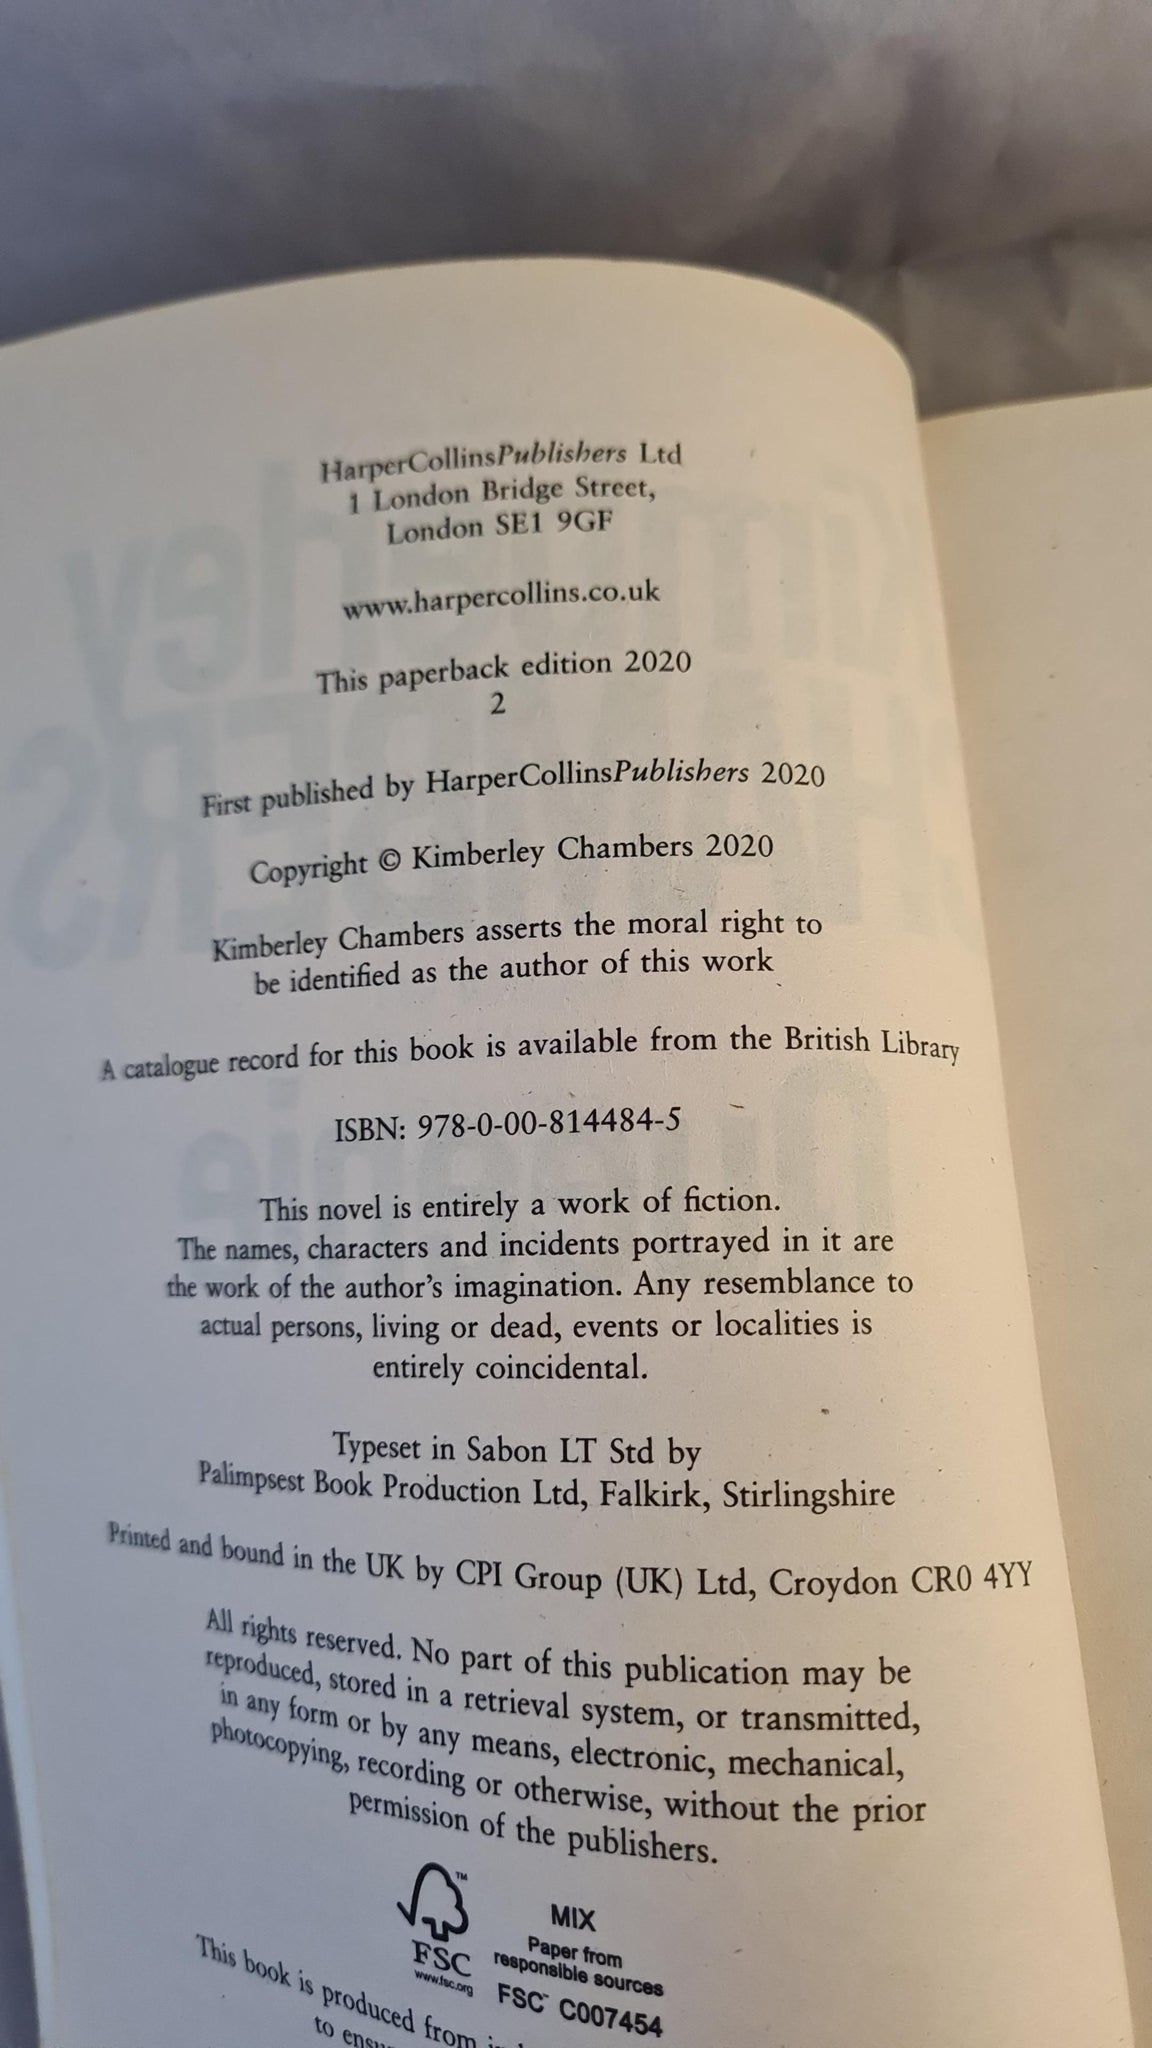 HarperCollinsPublishers Ltd
1 London Bridge Street,
London SE1 9GF
www.harpercollins.co.uk
This paperback edition 2020
2
First published by HarperCollinsPublishers 2020
Copyright © Kimberley Chambers 2020
Kimberley Chambers asserts the moral right to
be identified as the author of this work
A catalogue record for this book is available from the British Library
ISBN: 978-0-00-814484-5
This novel is entirely a work of fiction.
The names, characters and incidents portrayed in it are
the work of the author's imagination. Any resemblance to
actual persons, living or dead, events or localities is
entirely coincidental.
Typeset in Sabon LT Std by
Palimpsest Book Production Ltd, Falkirk, Stirlingshire
Printed and bound in the UK by CPI Group (UK) Ltd, Croydon CR0 4YY
All rights reserved. No part of this publication may be
reproduced, stored in a retrieval system, or transmitted,
in any form or by any means, electronic, mechanical,
photocopying, recording or otherwise, without the prior
permission of the publishers.
FSC
www.fsc.org
MIX
Paper from
responsible sources
FSC™ C007454
This book is produced from
to